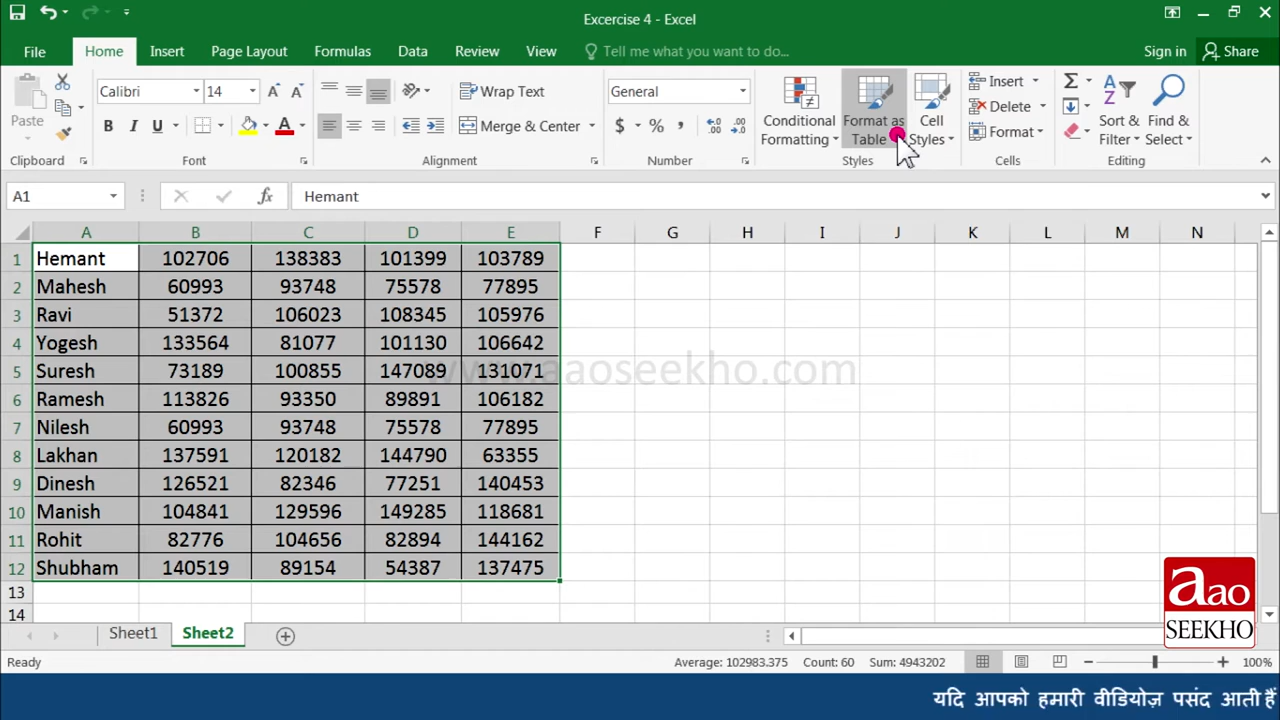 Excercise 4 - Excel
File Home Insert Page Layout Formulas Data Review View Tell me what you want to do... Sign in Share
Paste Calibri 14 Wrap Text General Conditional Formatting Format as Table Cell Styles Insert Sort & Filter Find & Select
B I U Merge & Center $ % , Delete
Format
Clipboard Font Alignment Number Styles Cells Editing
A1 fx Hemant
A B C D E F G H I J K L M N
1 Hemant 102706 138383 101399 103789
2 Mahesh 60993 93748 75578 77895
3 Ravi 51372 106023 108345 105976
4 Yogesh 133564 81077 101130 106642
5 Suresh 73189 100855 147089 131071
6 Ramesh 113826 93350 89891 106182
7 Nilesh 60993 93748 75578 77895
8 Lakhan 137591 120182 144790 63355
9 Dinesh 126521 82346 77251 140453
10 Manish 104841 129596 149285 118681
11 Rohit 82776 104656 82894 144162
12 Shubham 140519 89154 54387 137475
13
14
www.aaoseekho.com
aao
SEEKHO
Sheet1 Sheet2
Ready Average: 102983.375 Count: 60 Sum: 4943202 100%
यदि आपको हमारी वीडियोज़ पसंद आती हैं